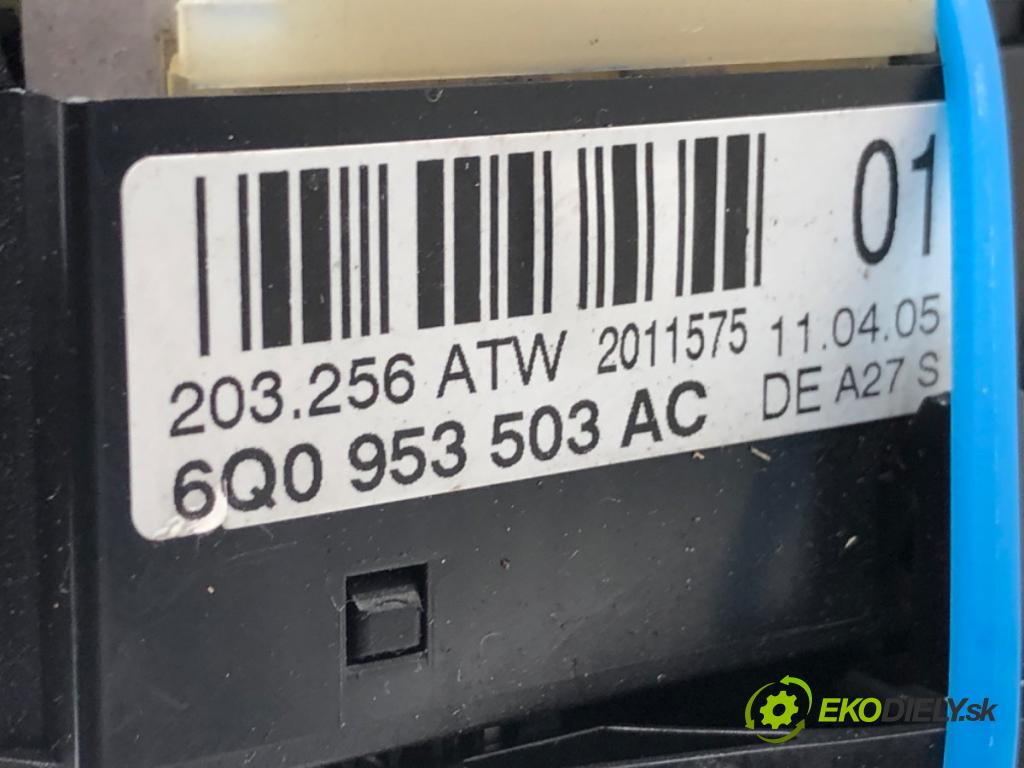 01
203.256 ATW 2011575 11.04.05
6Q0 953 503 AC DE A27 S
EKODIELY.sk